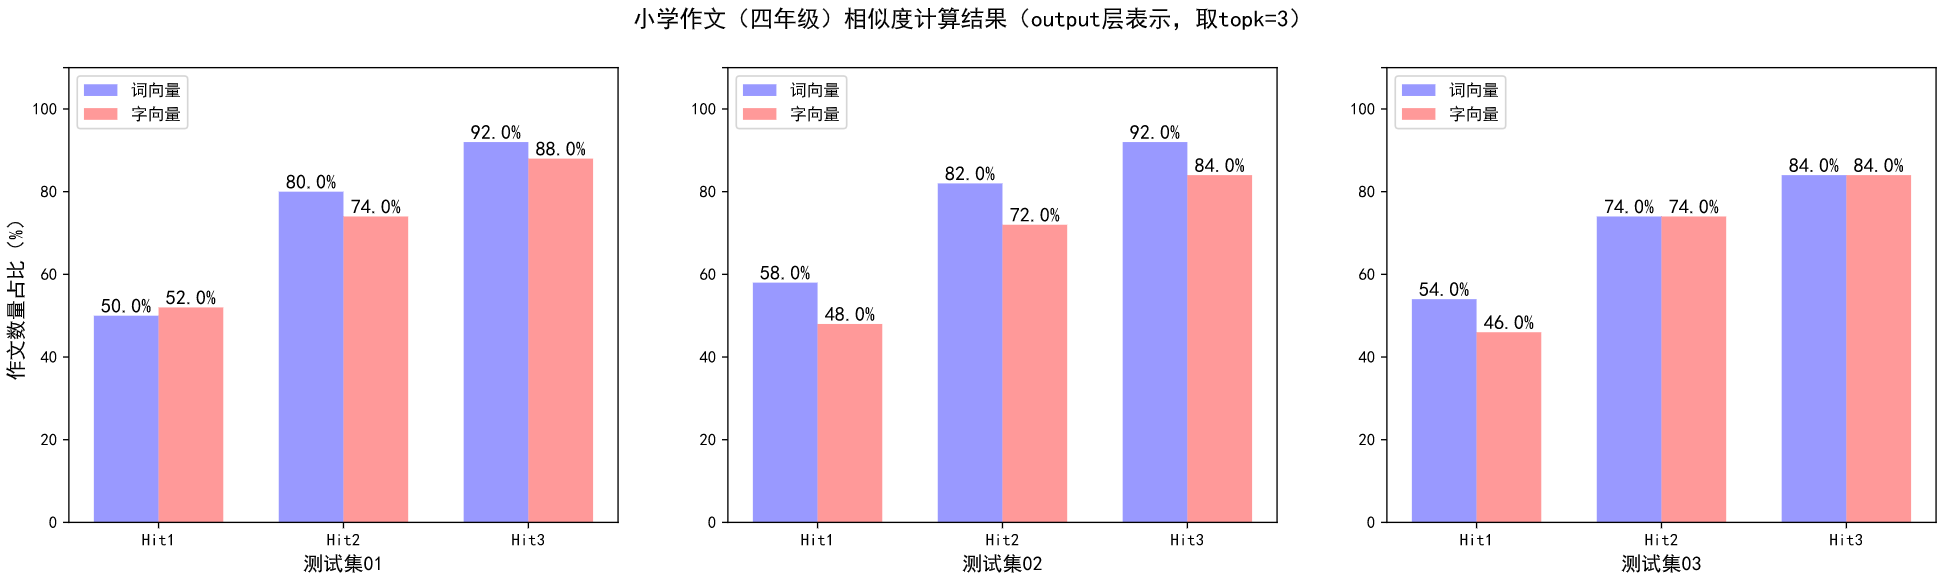 小学作文（四年级）相似度计算结果（output层表示，取topk=3）
作文数量占比（%）
词向量
字向量
100
80
60
40
20
0
50.0%
52.0%
80.0%
74.0%
92.0%
88.0%
Hit1
Hit2
Hit3
测试集01
词向量
字向量
100
80
60
40
20
0
58.0%
48.0%
82.0%
72.0%
92.0%
84.0%
Hit1
Hit2
Hit3
测试集02
词向量
字向量
100
80
60
40
20
0
54.0%
46.0%
74.0%
74.0%
84.0%
84.0%
Hit1
Hit2
Hit3
测试集03